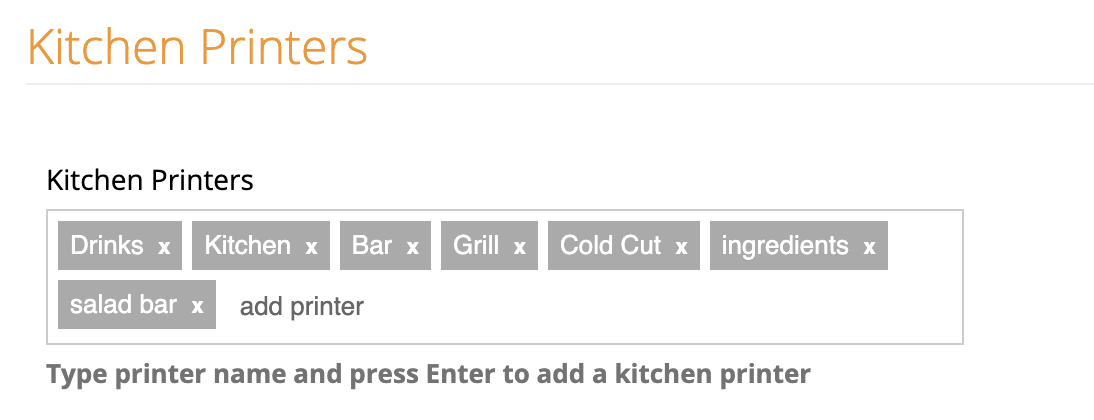 Kitchen Printers
Kitchen Printers
Drinks x Kitchen x Bar x Grill x Cold Cut x ingredients x
salad bar x add printer
Type printer name and press Enter to add a kitchen printer